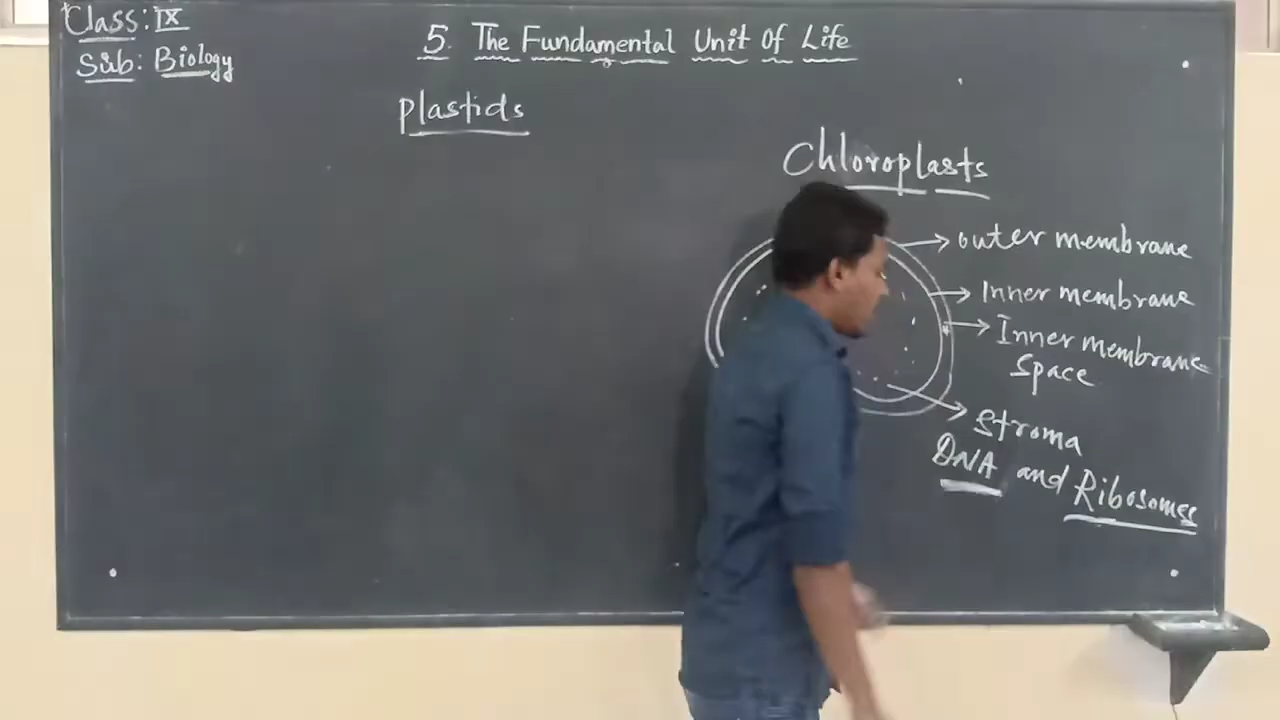 Class: IX
Sub: Biology
5. The Fundamental Unit Of Life
Plastids
Chloroplasts
outer membrane
Inner membrane
Inner membrane
Space
Stroma
DNA and Ribosomes